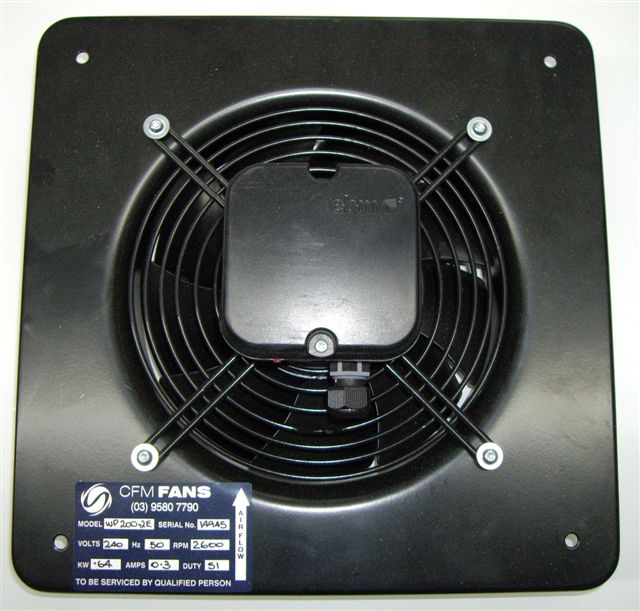 CFM FANS
(03) 9580 7790
MODEL WP200-2E SERIAL No. 14945
VOLTS 240 Hz 50 RPM 2600
KW .64 AMPS 0.3 DUTY S1
TO BE SERVICED BY QUALIFIED PERSON
AIR FLOW